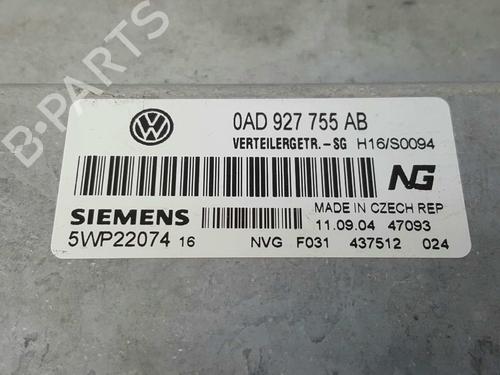 0AD 927 755 AB
VERTEILERGETR.-SG H16/S0094
NG
SIEMENS
MADE IN CZECH REP
5WP22074 16
11.09.04 47093
NVG F031 437512 024
B-PARTS